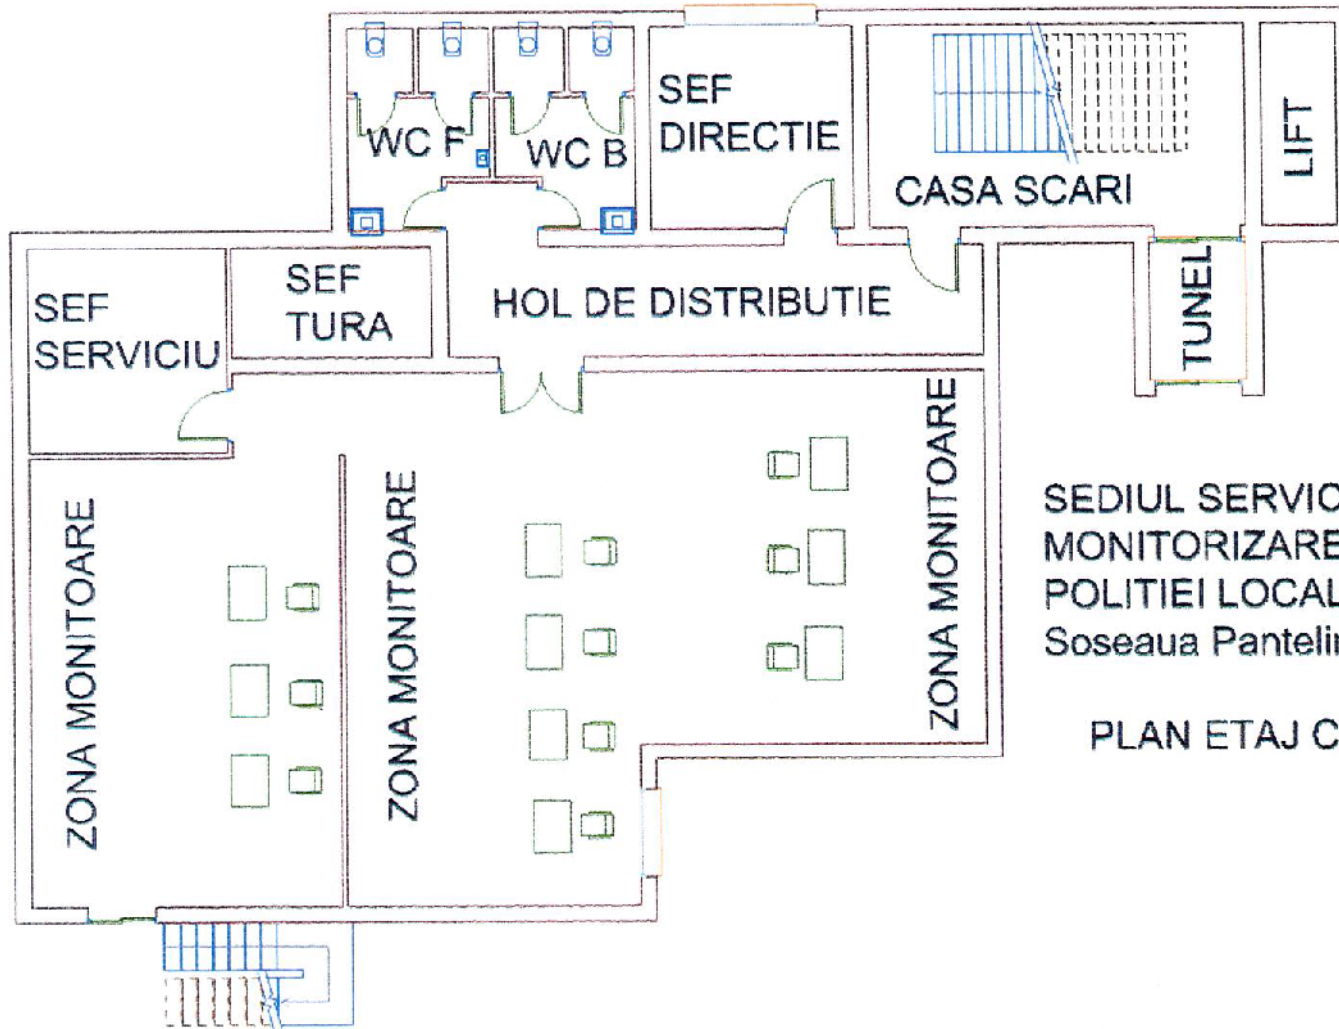 WC F
WC B
SEF
DIRECTIE
CASA SCARI
LIFT
SEF
SERVICIU
SEF
TURA
HOL DE DISTRIBUTIE
TUNEL
ZONA MONITOARE
ZONA MONITOARE
ZONA MONITOARE
SEDIUL SERVIC
MONITORIZARE
POLITIEI LOCAL
Soseaua Pantelir
PLAN ETAJ C